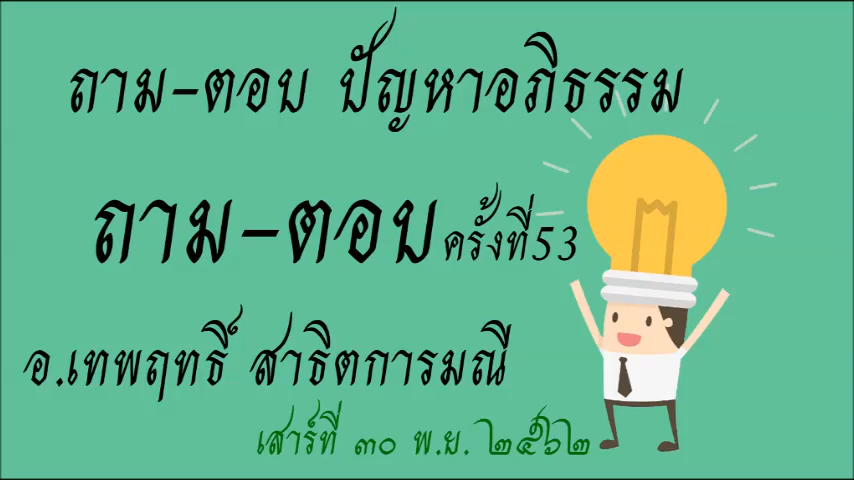 ถาม-ตอบ ปัญหาอภิธรรม
ถาม-ตอบ ครั้งที่53
อ.เทพฤทธิ์ สาธิตการมณี
เสาร์ที่ ๓๐ พ.ย. ๒๕๖๒